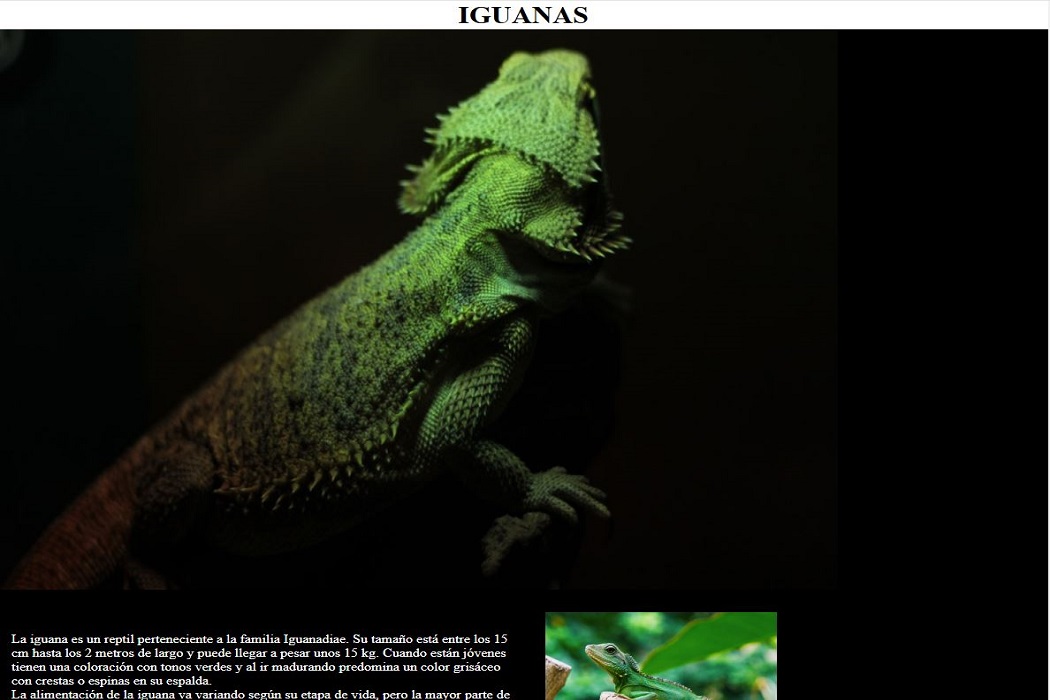 IGUANAS
La iguana es un reptil perteneciente a la familia Iguanadiae. Su tamaño está entre los 15
cm hasta los 2 metros de largo y puede llegar a pesar unos 15 kg. Cuando están jóvenes
tienen una coloración con tonos verdes y al ir madurando predomina un color grisáceo
con crestas o espinas en su espalda.
La alimentación de la iguana va variando según su etapa de vida, pero la mayor parte de